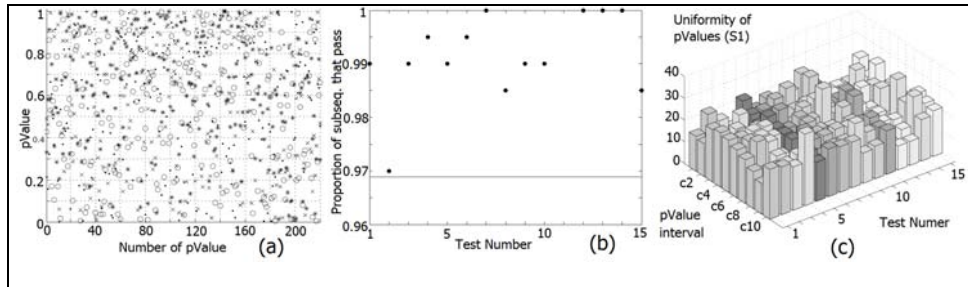 1
0.8
0.6
0.4
0.2
0
pValue
0 40 80 120 160 200
Number of pValue
(a)
1
0.99
0.98
0.97
0.96
Proportion of subseq. that pass
1 5 10 15
Test Number
(b)
Uniformity of
pValues (S1)
40
30
20
10
0
c2
c4
c6
c8
c10
pValue
interval
1
5
10
15
Test Numer
(c)